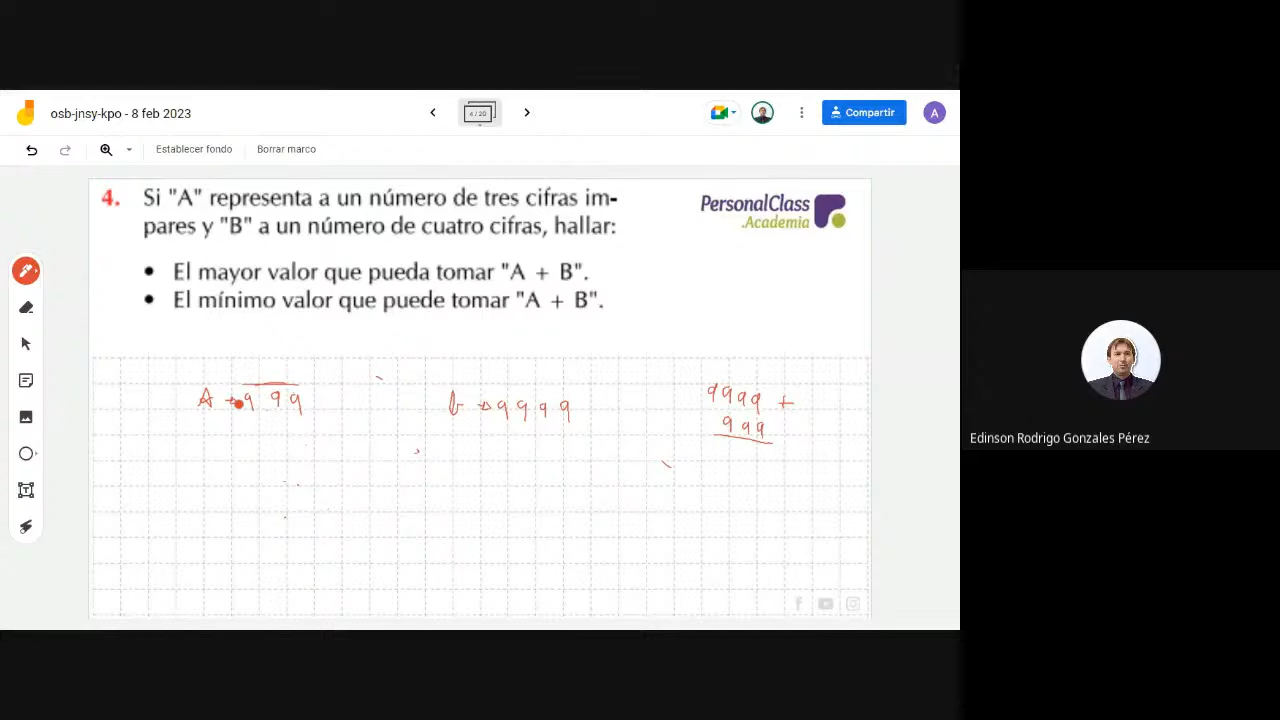 osb-jnsy-kpo - 8 feb 2023
4 / 20
Compartir
A
Establecer fondo
Borrar marco
4. Si "A" representa a un número de tres cifras im-
pares y "B" a un número de cuatro cifras, hallar:
• El mayor valor que pueda tomar "A + B".
• El mínimo valor que puede tomar "A + B".
PersonalClass
.Academia
A → 999
b → 9999
9999 +
999
Edinson Rodrigo Gonzales Pérez